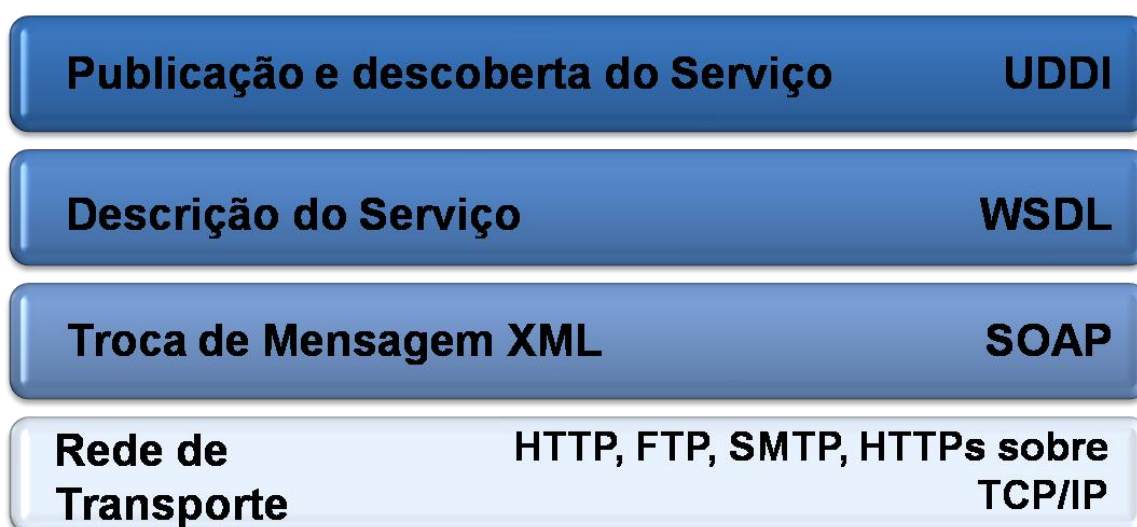 Publicação e descoberta do Serviço UDDI
Descrição do Serviço WSDL
Troca de Mensagem XML SOAP
Rede de Transporte HTTP, FTP, SMTP, HTTPs sobre TCP/IP